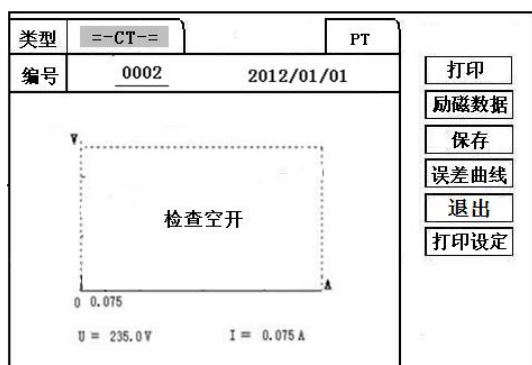 类型 =-CT-= PT
编号 0002 2012/01/01
V
检查空开
A
0 0.075
U = 235.0V I = 0.075A
打印
励磁数据
保存
误差曲线
退出
打印设定